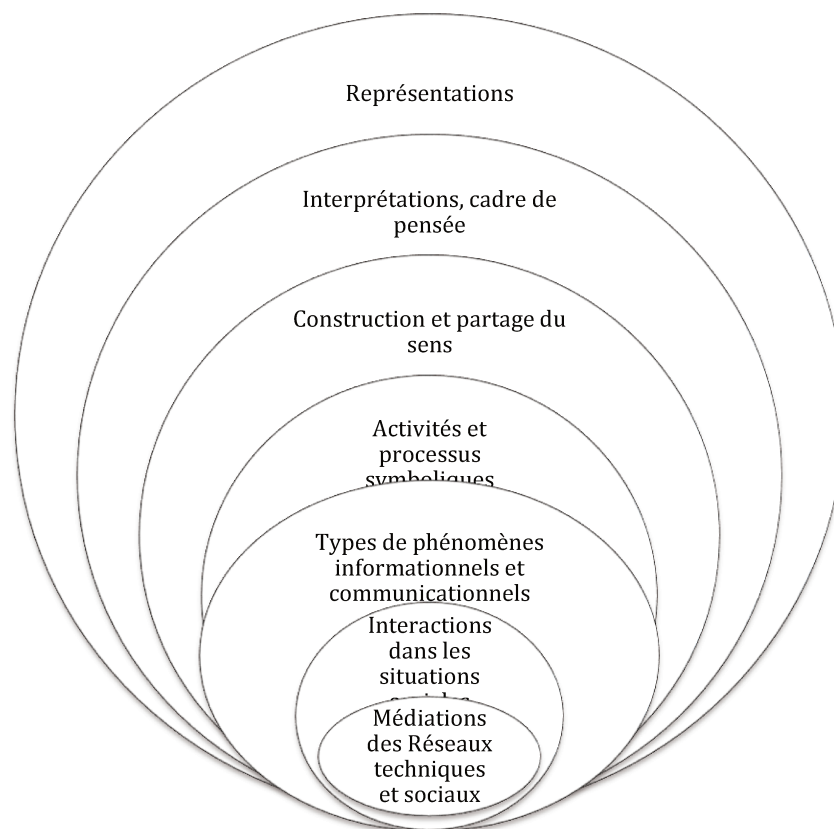 Représentations
Interprétations, cadre de
pensée
Construction et partage du
sens
Activités et
processus
symboliques
Types de phénomènes
informationnels et
communicationnels
Interactions
dans les
situations
Médiations
des Réseaux
techniques
et sociaux